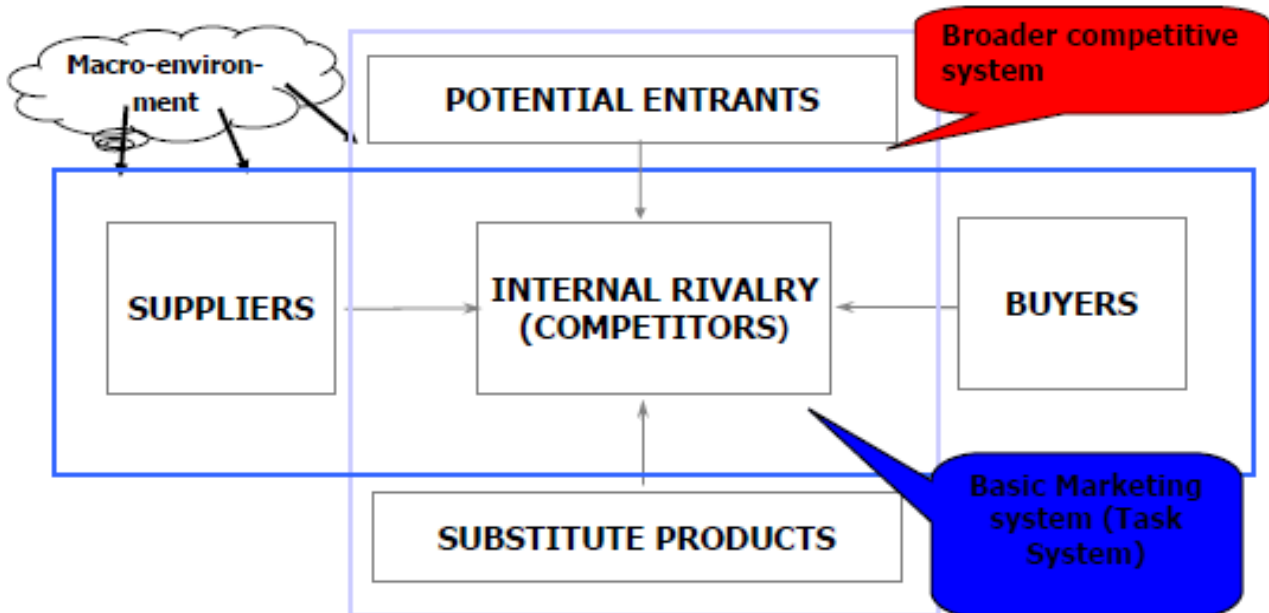 Broader competitive
system
Macro-environ-
ment
POTENTIAL ENTRANTS
SUPPLIERS
INTERNAL RIVALRY
(COMPETITORS)
BUYERS
Basic Marketing
system (Task
System)
SUBSTITUTE PRODUCTS